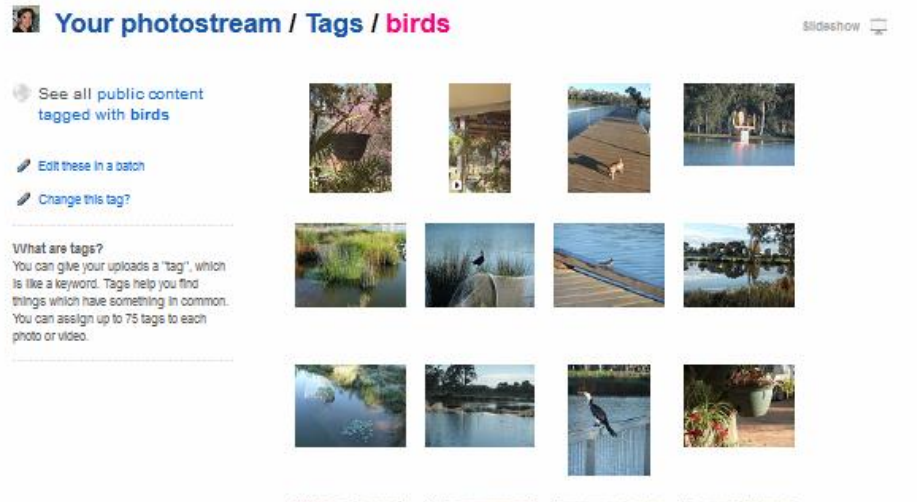 Your photostream / Tags / birds
Slideshow
See all public content
tagged with birds
Edit these in a batch
Change this tag?
What are tags?
You can give your uploads a "tag", which
is like a keyword. Tags help you find
things which have something in common.
You can assign up to 75 tags to each
photo or video.